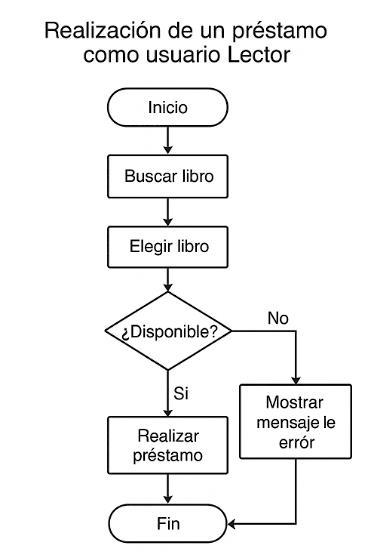 Realización de un préstamo
como usuario Lector
Inicio
Buscar libro
Elegir libro
¿Disponible?
No
Si
Mostrar
mensaje le
errór
Realizar
préstamo
Fin